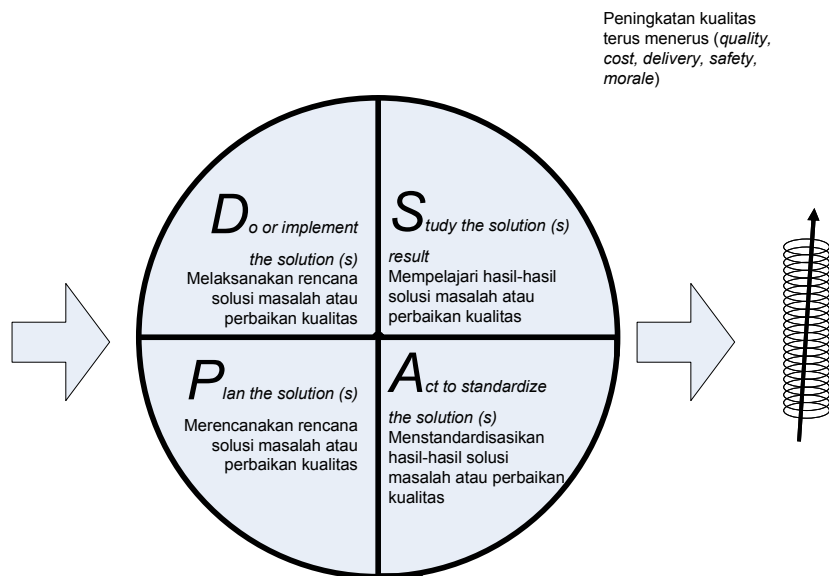 Peningkatan kualitas
terus menerus (quality,
cost, delivery, safety,
morale)
Do or implement
the solution (s)
Melaksanakan rencana
solusi masalah atau
perbaikan kualitas
Study the solution (s)
result
Mempelajari hasil-hasil
solusi masalah atau
perbaikan kualitas
Plan the solution (s)
Merencanakan rencana
solusi masalah atau
perbaikan kualitas
Act to standardize
the solution (s)
Menstandardisasikan
hasil-hasil solusi
masalah atau perbaikan
kualitas